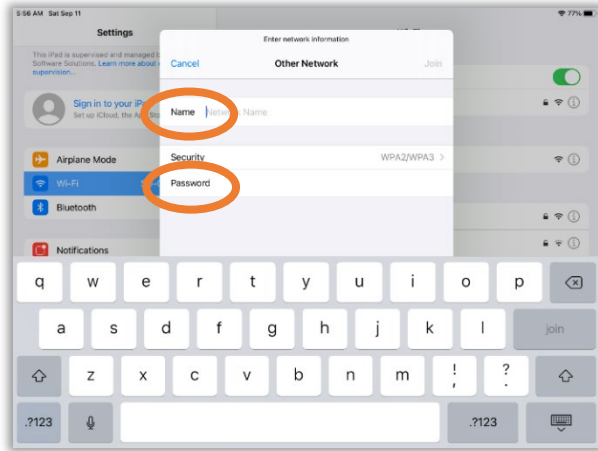 5:56 AM Sat Sep 11
77%
Settings
This iPad is supervised and managed
Software Solutions. Learn more about
supervision...
Sign in to your iPa
Set up iCloud, the App Sto
Airplane Mode
Wi-Fi
Bluetooth
Notifications
Enter network information
Cancel Other Network Join
Name Network Name
Security WPA2/WPA3
Password
q w e r t y u i o p
a s d f g h j k l join
z x c v b n m ! , ? .
.?123 .?123